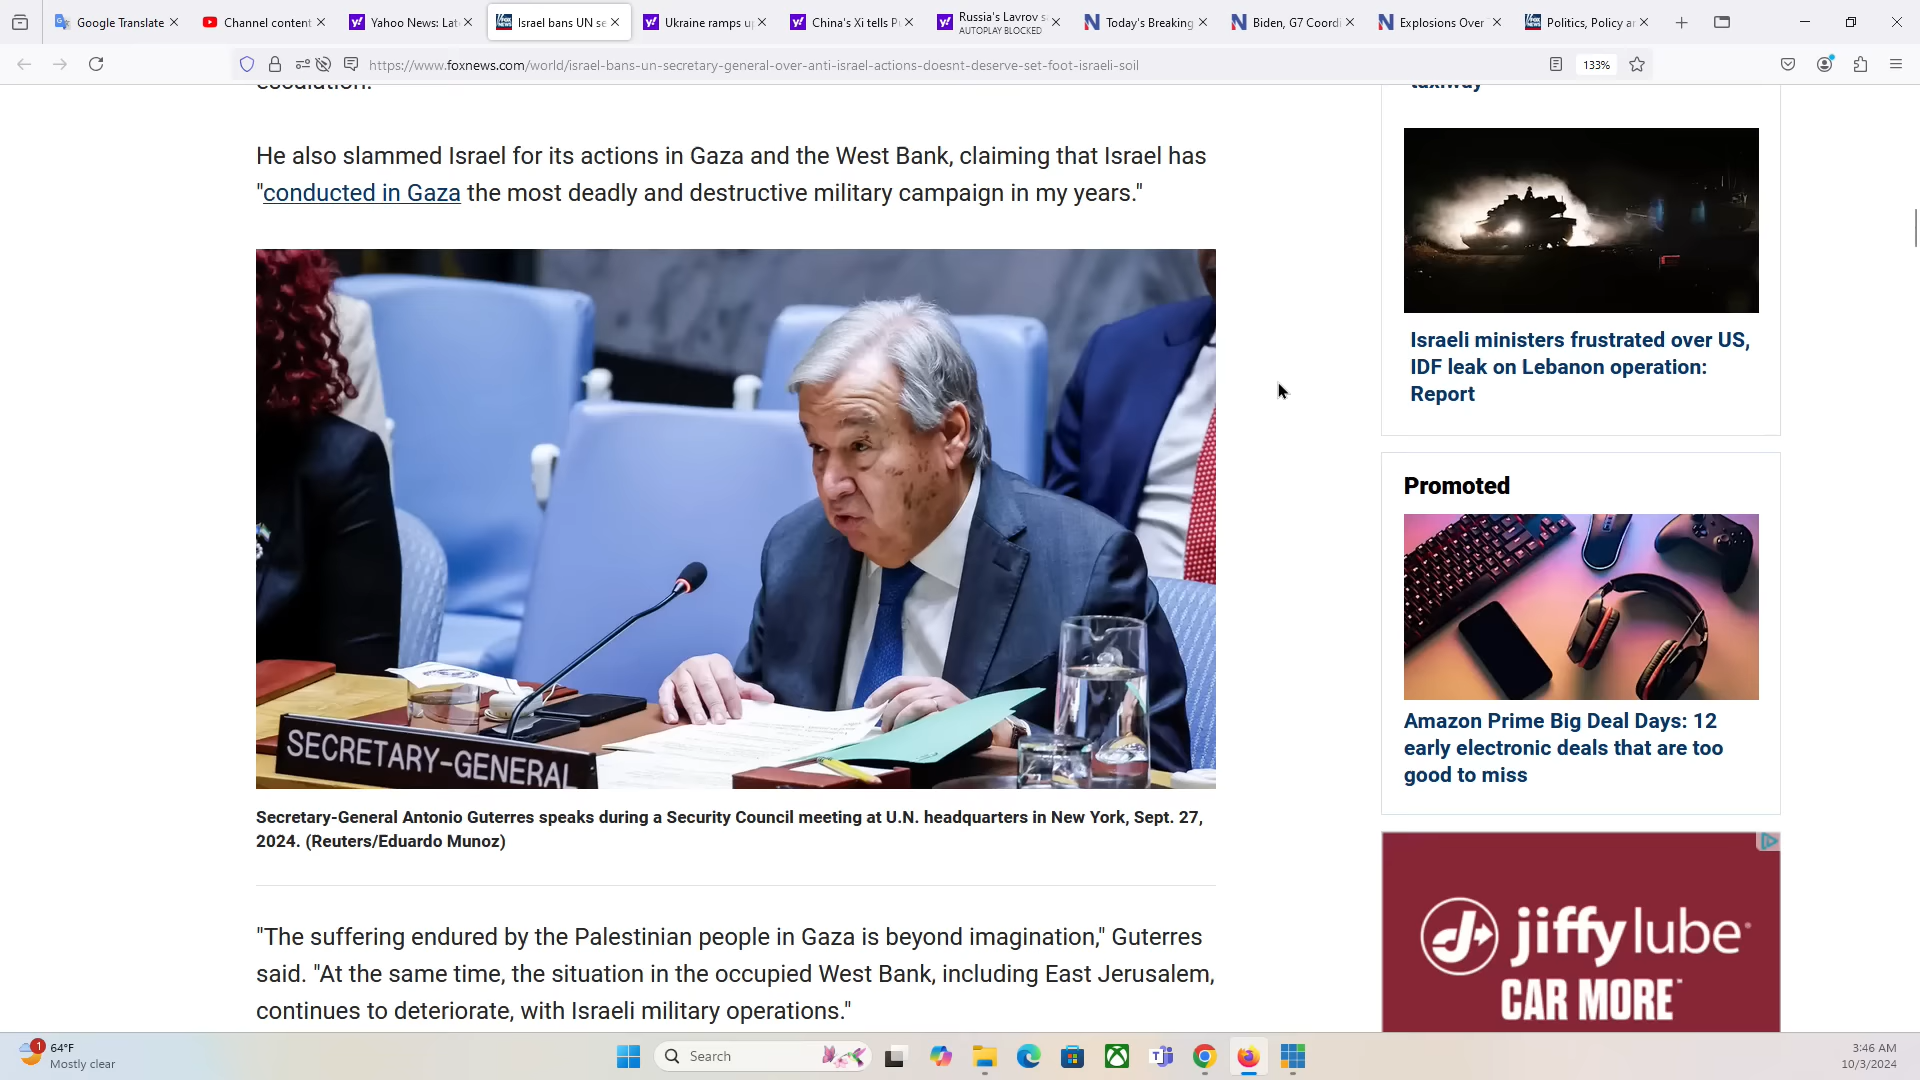 Google Translate
Channel content
Yahoo News: Lat
Israel bans UN se
Ukraine ramps u
China's Xi tells P
Russia's Lavrov s
AUTOPLAY BLOCKED
Today's Breaking
Biden, G7 Coordi
Explosions Over
Politics, Policy ar
https://www.foxnews.com/world/israel-bans-un-secretary-general-over-anti-israel-actions-doesnt-deserve-set-foot-israeli-soil
133%
escalation.
He also slammed Israel for its actions in Gaza and the West Bank, claiming that Israel has
"conducted in Gaza the most deadly and destructive military campaign in my years."
SECRETARY-GENERAL
Secretary-General Antonio Guterres speaks during a Security Council meeting at U.N. headquarters in New York, Sept. 27,
2024. (Reuters/Eduardo Munoz)
"The suffering endured by the Palestinian people in Gaza is beyond imagination," Guterres
said. "At the same time, the situation in the occupied West Bank, including East Jerusalem,
continues to deteriorate, with Israeli military operations."
taxiway
Israeli ministers frustrated over US,
IDF leak on Lebanon operation:
Report
Promoted
Amazon Prime Big Deal Days: 12
early electronic deals that are too
good to miss
jiffy lube
CAR MORE™
1
64°F
Mostly clear
Search
3:46 AM
10/3/2024